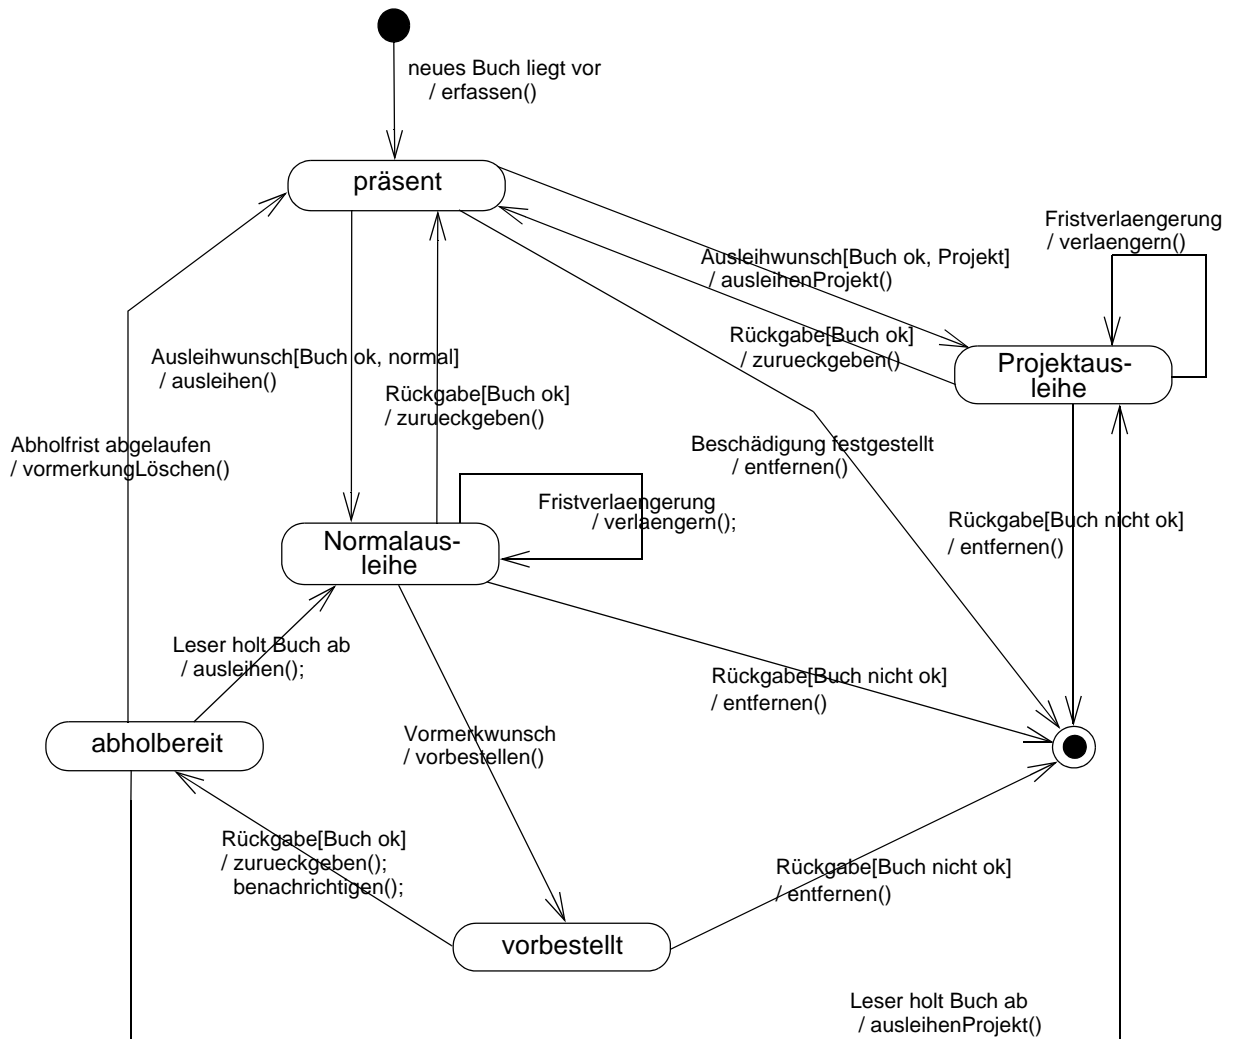 neues Buch liegt vor
/ erfassen()
präsent
Fristverlaengerung
/ verlaengern()
Ausleihwunsch[Buch ok, Projekt]
/ ausleihenProjekt()
Rückgabe[Buch ok]
/ zurueckgeben()
Projektaus-
leihe
Ausleihwunsch[Buch ok, normal]
/ ausleihen()
Rückgabe[Buch ok]
/ zurueckgeben()
Abholfrist abgelaufen
/ vormerkungLöschen()
Beschädigung festgestellt
/ entfernen()
Fristverlaengerung
/ verlaengern();
Rückgabe[Buch nicht ok]
/ entfernen()
Normalaus-
leihe
Leser holt Buch ab
/ ausleihen();
Rückgabe[Buch nicht ok]
/ entfernen()
abholbereit
Vormerkwunsch
/ vorbestellen()
Rückgabe[Buch ok]
/ zurueckgeben();
benachrichtigen();
Rückgabe[Buch nicht ok]
/ entfernen()
vorbestellt
Leser holt Buch ab
/ ausleihenProjekt()